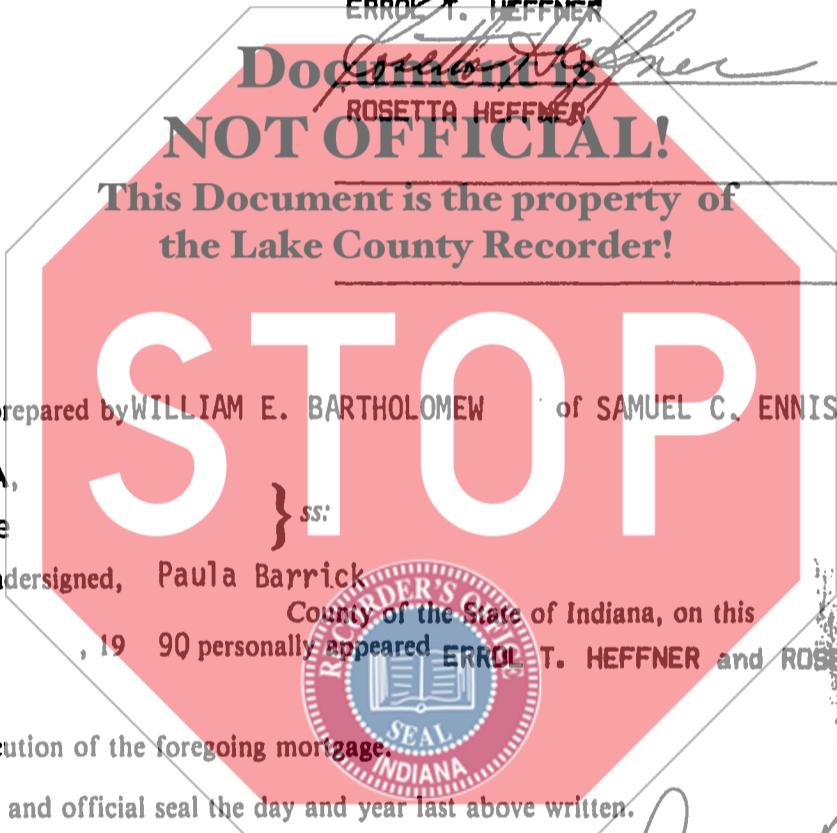 ERROL T. HEFFNER
Rosetta Heffner
Document is
ROSETTA HEFFNER
NOT OFFICIAL!
This Document is the property of
the Lake County Recorder!
STOP
prepared by WILLIAM E. BARTHOLOMEW of SAMUEL C. ENNIS
A,
e
} ss:
dersigned, Paula Barrick
County of the State of Indiana, on this
, 19 90 personally appeared ERROL T. HEFFNER and ROS
RECORDER'S OFFICE
SEAL
INDIANA
cution of the foregoing mortgage.
and official seal the day and year last above written.